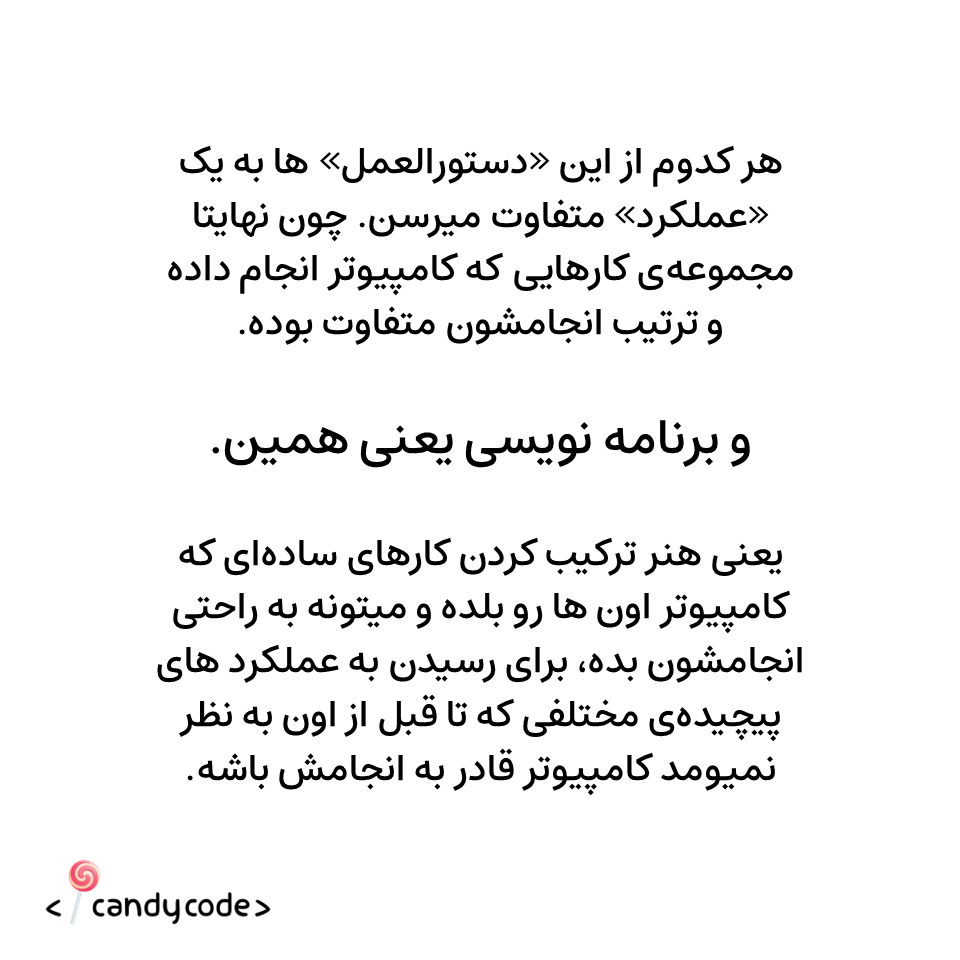 هر کدوم از این «دستورالعمل» ها به یک
«عملکرد» متفاوت میرسن. چون نهایتا
مجموعه‌ی کارهایی که کامپیوتر انجام داده
و ترتیب انجامشون متفاوت بوده.
و برنامه نویسی یعنی همین.
یعنی هنر ترکیب کردن کارهای ساده‌ای که
کامپیوتر اون ها رو بلده و میتونه به راحتی
انجامشون بده، برای رسیدن به عملکرد های
پیچیده‌ی مختلفی که تا قبل از اون به نظر
نمیومد کامپیوتر قادر به انجامش باشه.